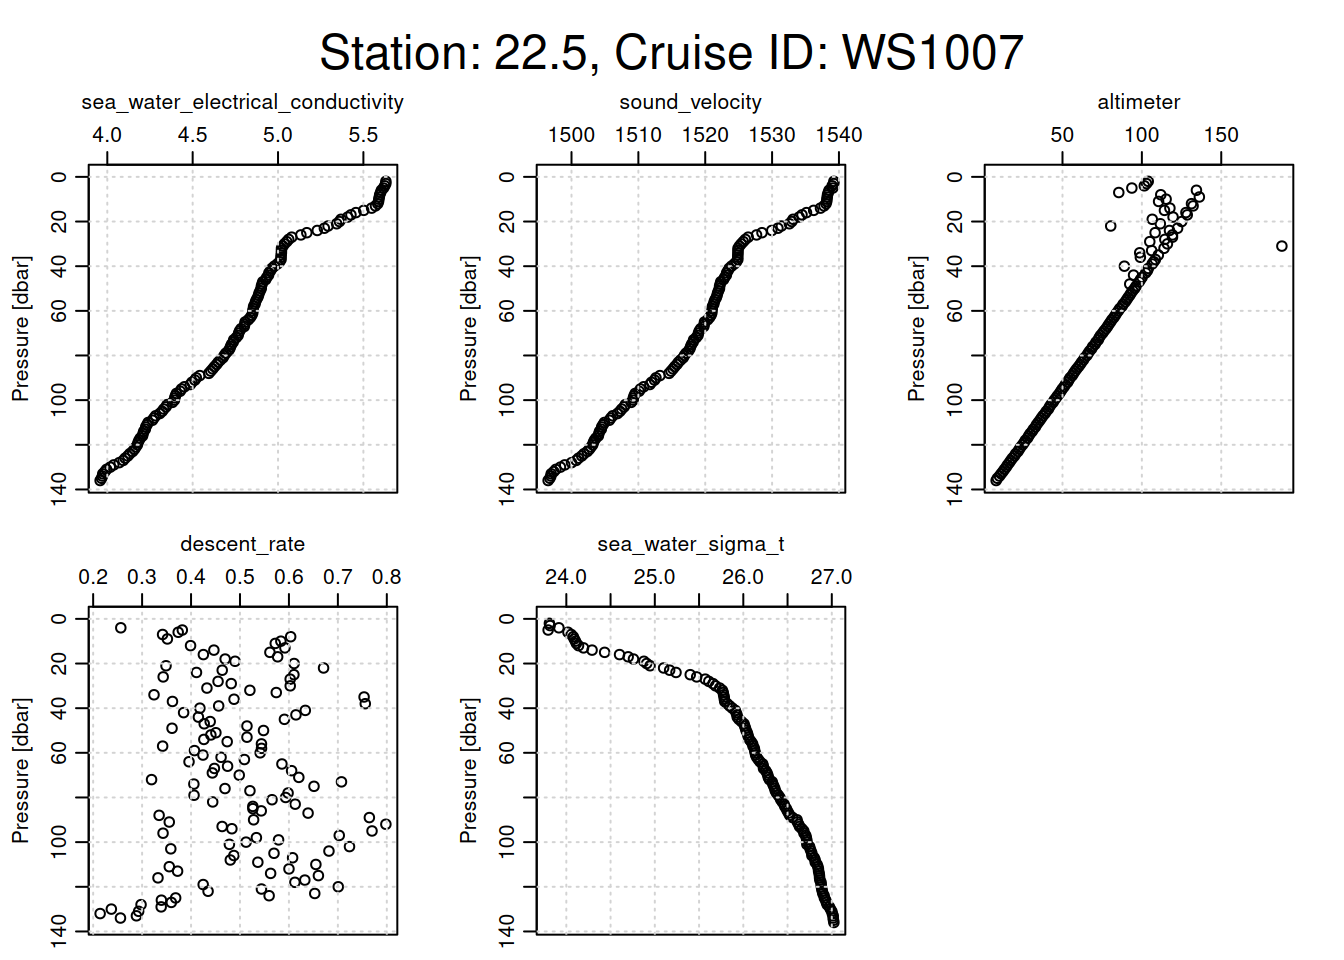 Station: 22.5, Cruise ID: WS1007
sea_water_electrical_conductivity
4.0 4.5 5.0 5.5
Pressure [dbar]
0 20 40 60 100 140
sound_velocity
1500 1510 1520 1530 1540
Pressure [dbar]
0 20 40 60 100 140
altimeter
50 100 150
Pressure [dbar]
0 20 40 60 100 140
descent_rate
0.2 0.3 0.4 0.5 0.6 0.7 0.8
Pressure [dbar]
0 20 40 60 100 140
sea_water_sigma_t
24.0 25.0 26.0 27.0
Pressure [dbar]
0 20 40 60 100 140